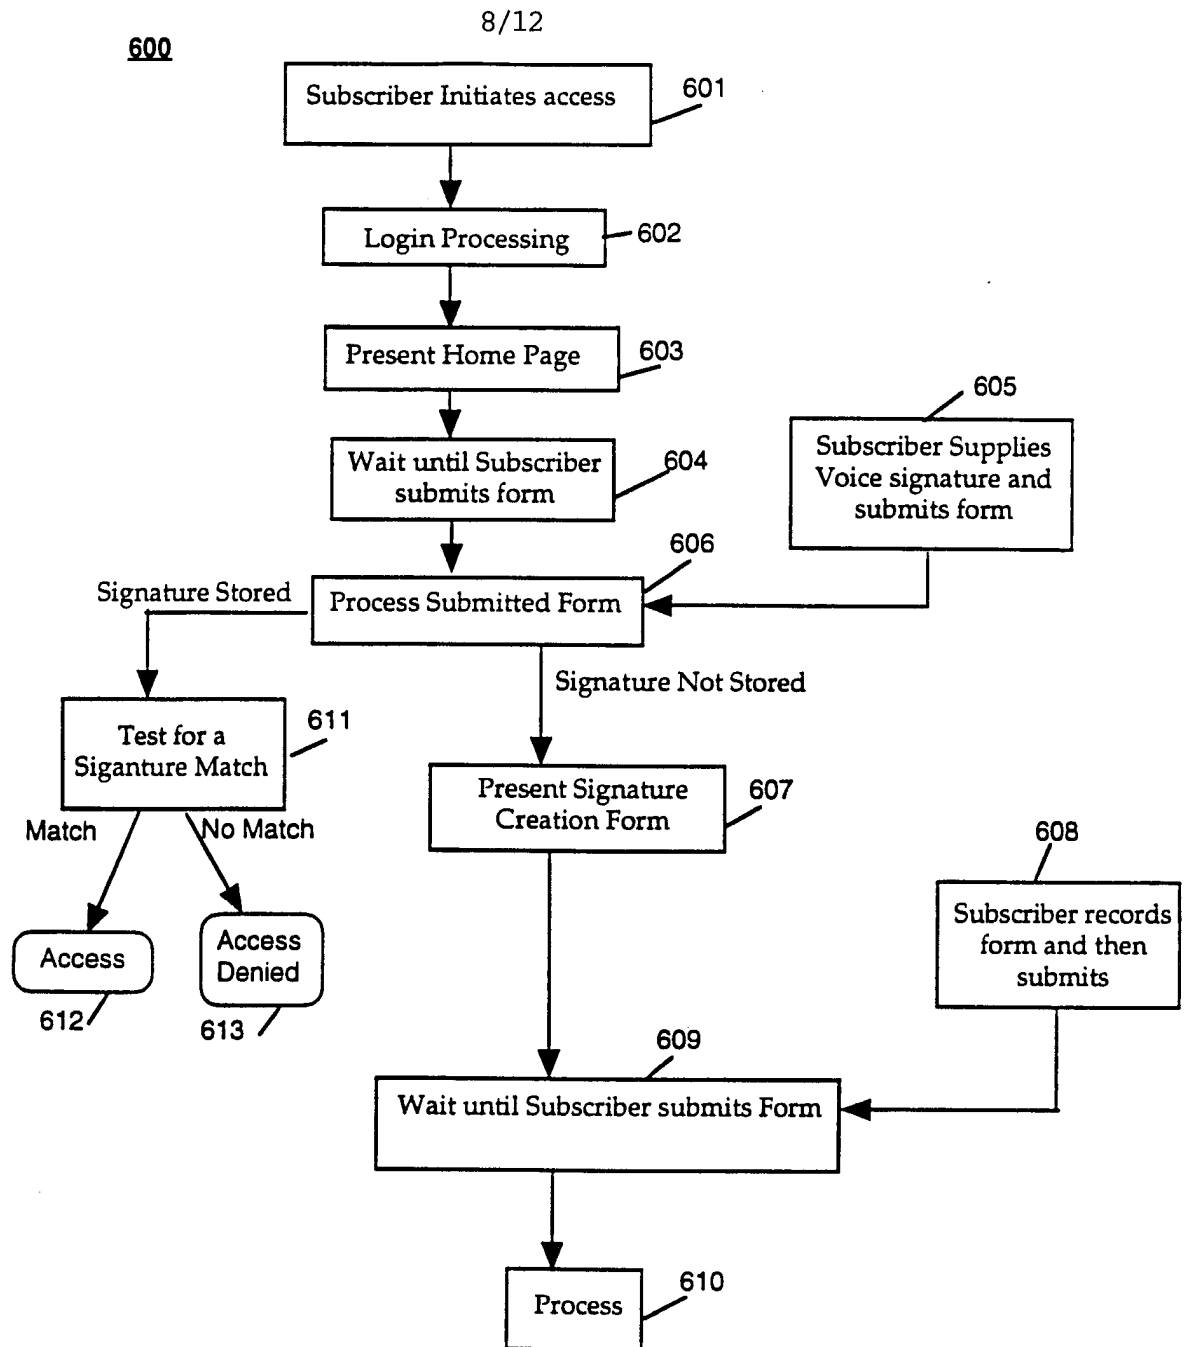 8/12
600
Subscriber Initiates access
601
Login Processing
602
Present Home Page
603
Wait until Subscriber
submits form
604
605
Subscriber Supplies
Voice signature and
submits form
606
Process Submitted Form
Signature Stored
Signature Not Stored
Test for a
Siganture Match
611
Match
No Match
Present Signature
Creation Form
607
608
Subscriber records
form and then
submits
Access
Access
Denied
612
613
609
Wait until Subscriber submits Form
Process
610